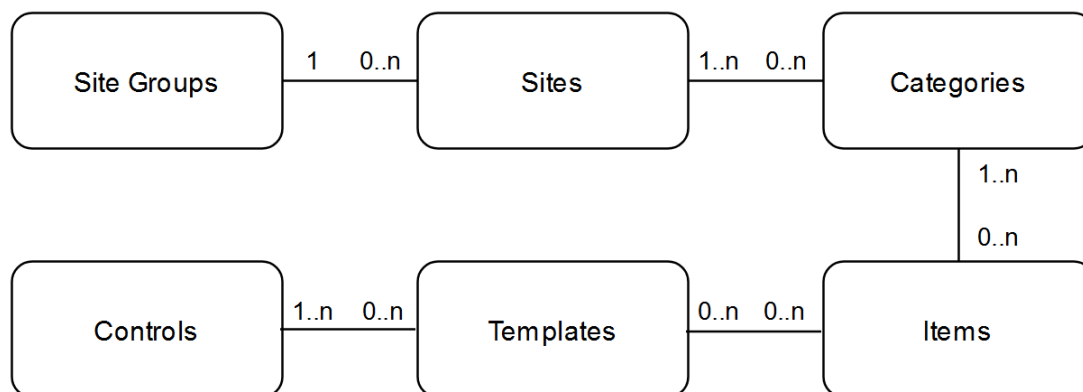 Site Groups
1 0..n
Sites
1..n 0..n
Categories
1..n
0..n
Controls
1..n 0..n
Templates
0..n 0..n
Items